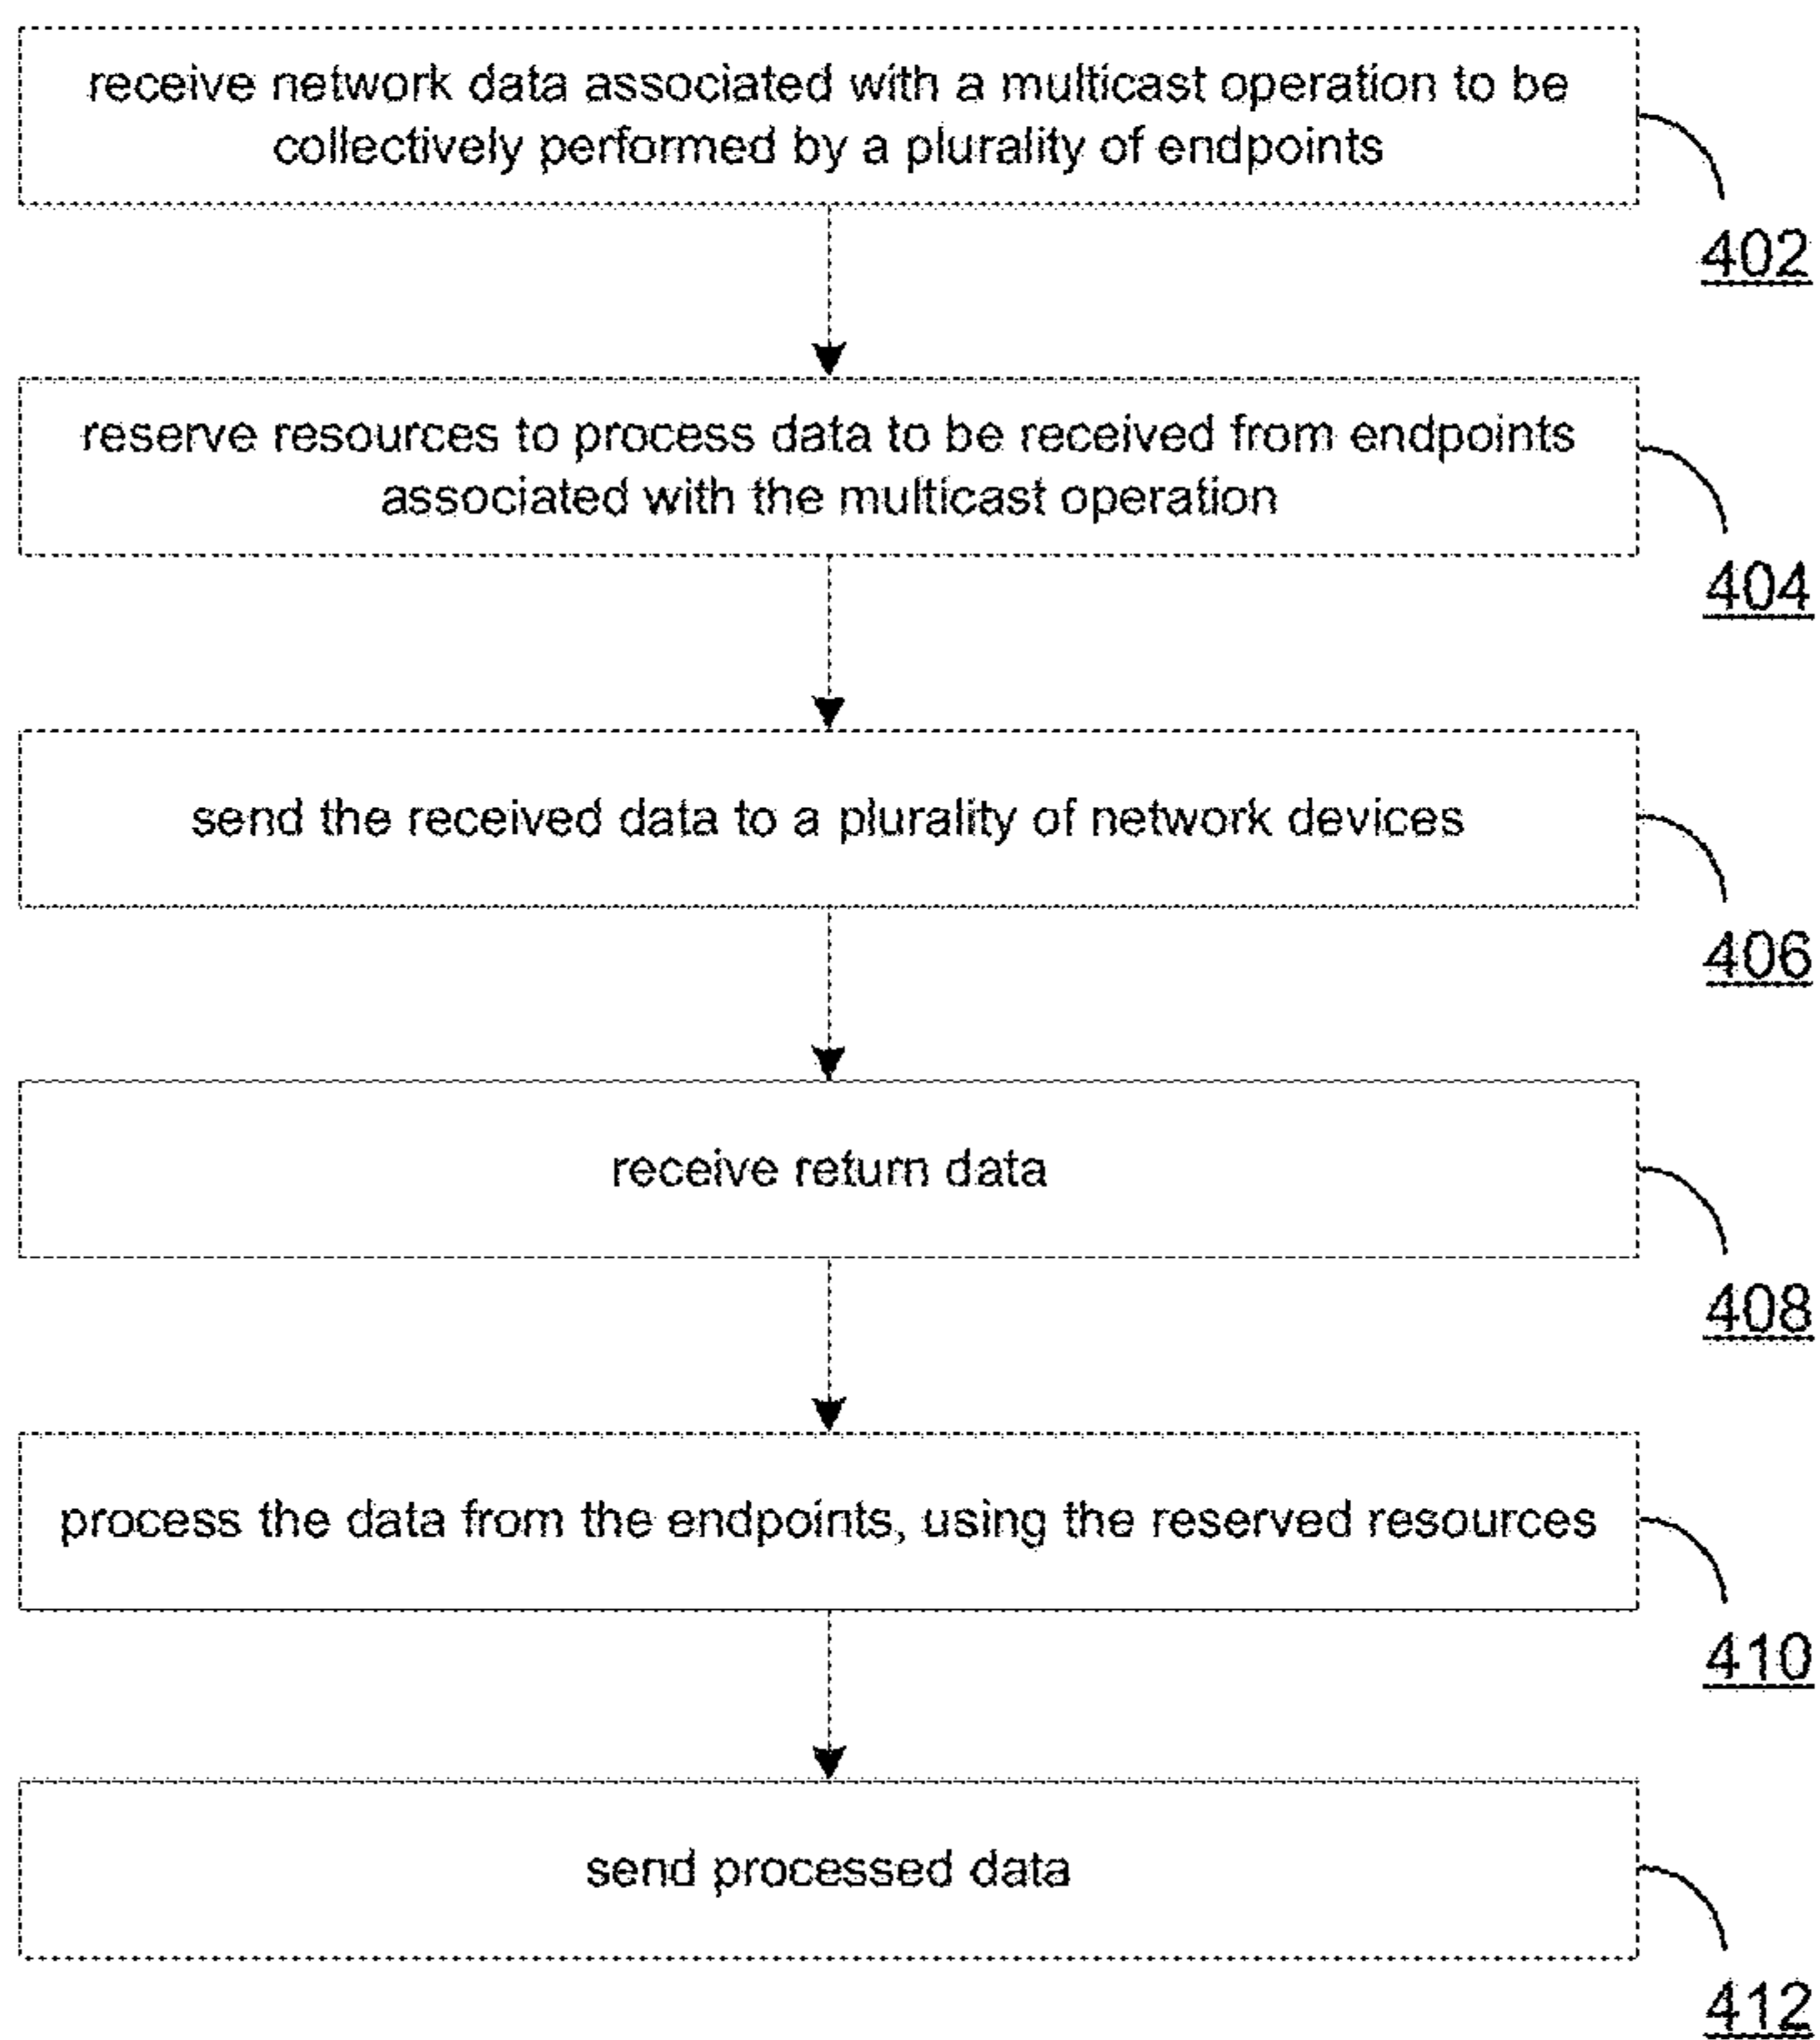 receive network data associated with a multicast operation to be
collectively performed by a plurality of endpoints
402
reserve resources to process data to be received from endpoints
associated with the multicast operation
404
send the received data to a plurality of network devices
406
receive return data
408
process the data from the endpoints, using the reserved resources
410
send processed data
412